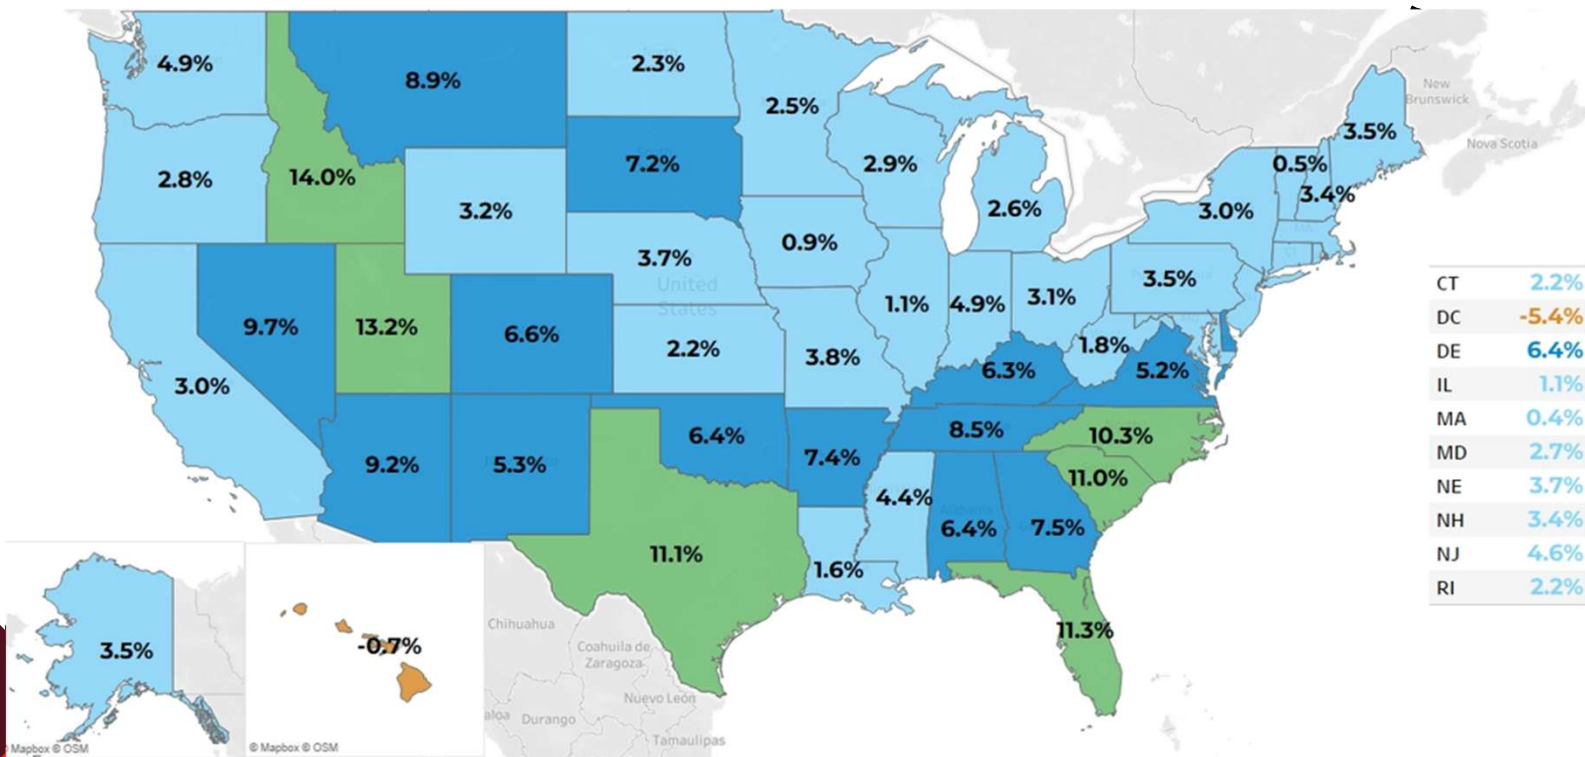 4.9%
8.9%
2.3%
2.5%
3.5%
New
Brunswick
Nova Scotia
2.8%
14.0%
7.2%
2.9%
0.5%
3.4%
3.2%
2.6%
3.0%
0.9%
3.7%
United
States
3.5%
1.1%
4.9%
3.1%
9.7%
13.2%
6.6%
2.2%
3.8%
1.8%
3.0%
6.3%
5.2%
9.2%
5.3%
6.4%
7.4%
8.5%
10.3%
11.0%
4.4%
Alabama
6.4%
7.5%
11.1%
1.6%
11.3%
3.5%
-0.7%
Chihuahua
Coahuila de
Zaragoza
Nuevo León
aloa
Durango
Tamaulipas
Mapbox © OSM
© Mapbox © OSM
MA
CT
CT 2.2%
DC -5.4%
DE 6.4%
IL 1.1%
MA 0.4%
MD 2.7%
NE 3.7%
NH 3.4%
NJ 4.6%
RI 2.2%